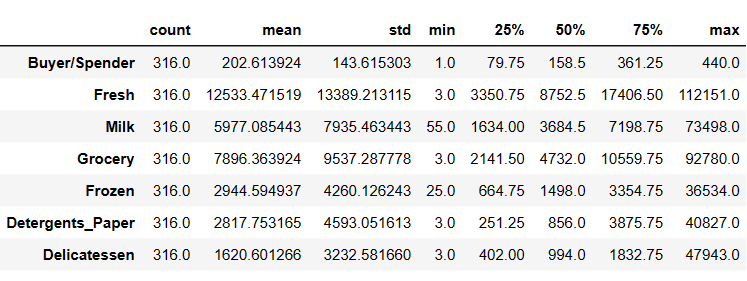 count mean std min 25% 50% 75% max
Buyer/Spender 316.0 202.613924 143.615303 1.0 79.75 158.5 361.25 440.0
Fresh 316.0 12533.471519 13389.213115 3.0 3350.75 8752.5 17406.50 112151.0
Milk 316.0 5977.085443 7935.463443 55.0 1634.00 3684.5 7198.75 73498.0
Grocery 316.0 7896.363924 9537.287778 3.0 2141.50 4732.0 10559.75 92780.0
Frozen 316.0 2944.594937 4260.126243 25.0 664.75 1498.0 3354.75 36534.0
Detergents_Paper 316.0 2817.753165 4593.051613 3.0 251.25 856.0 3875.75 40827.0
Delicatessen 316.0 1620.601266 3232.581660 3.0 402.00 994.0 1832.75 47943.0